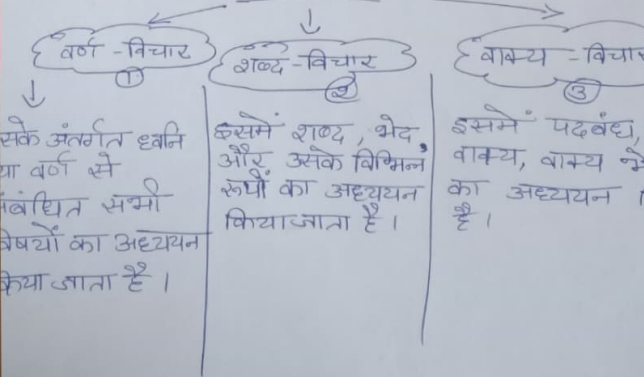 वर्ण - विचार
①
सके अंतर्गत ध्वनि
या वर्ण से
संबंधित सभी
विषयों का अध्ययन
किया जाता है ।
शब्द - विचार
②
इसमें शब्द, भेद,
और उसके विभिन्न
रूपों का अध्ययन
किया जाता है ।
वाक्य - विचार
③
इसमें पदबंध,
वाक्य, वाक्य भे
का अध्ययन
है ।